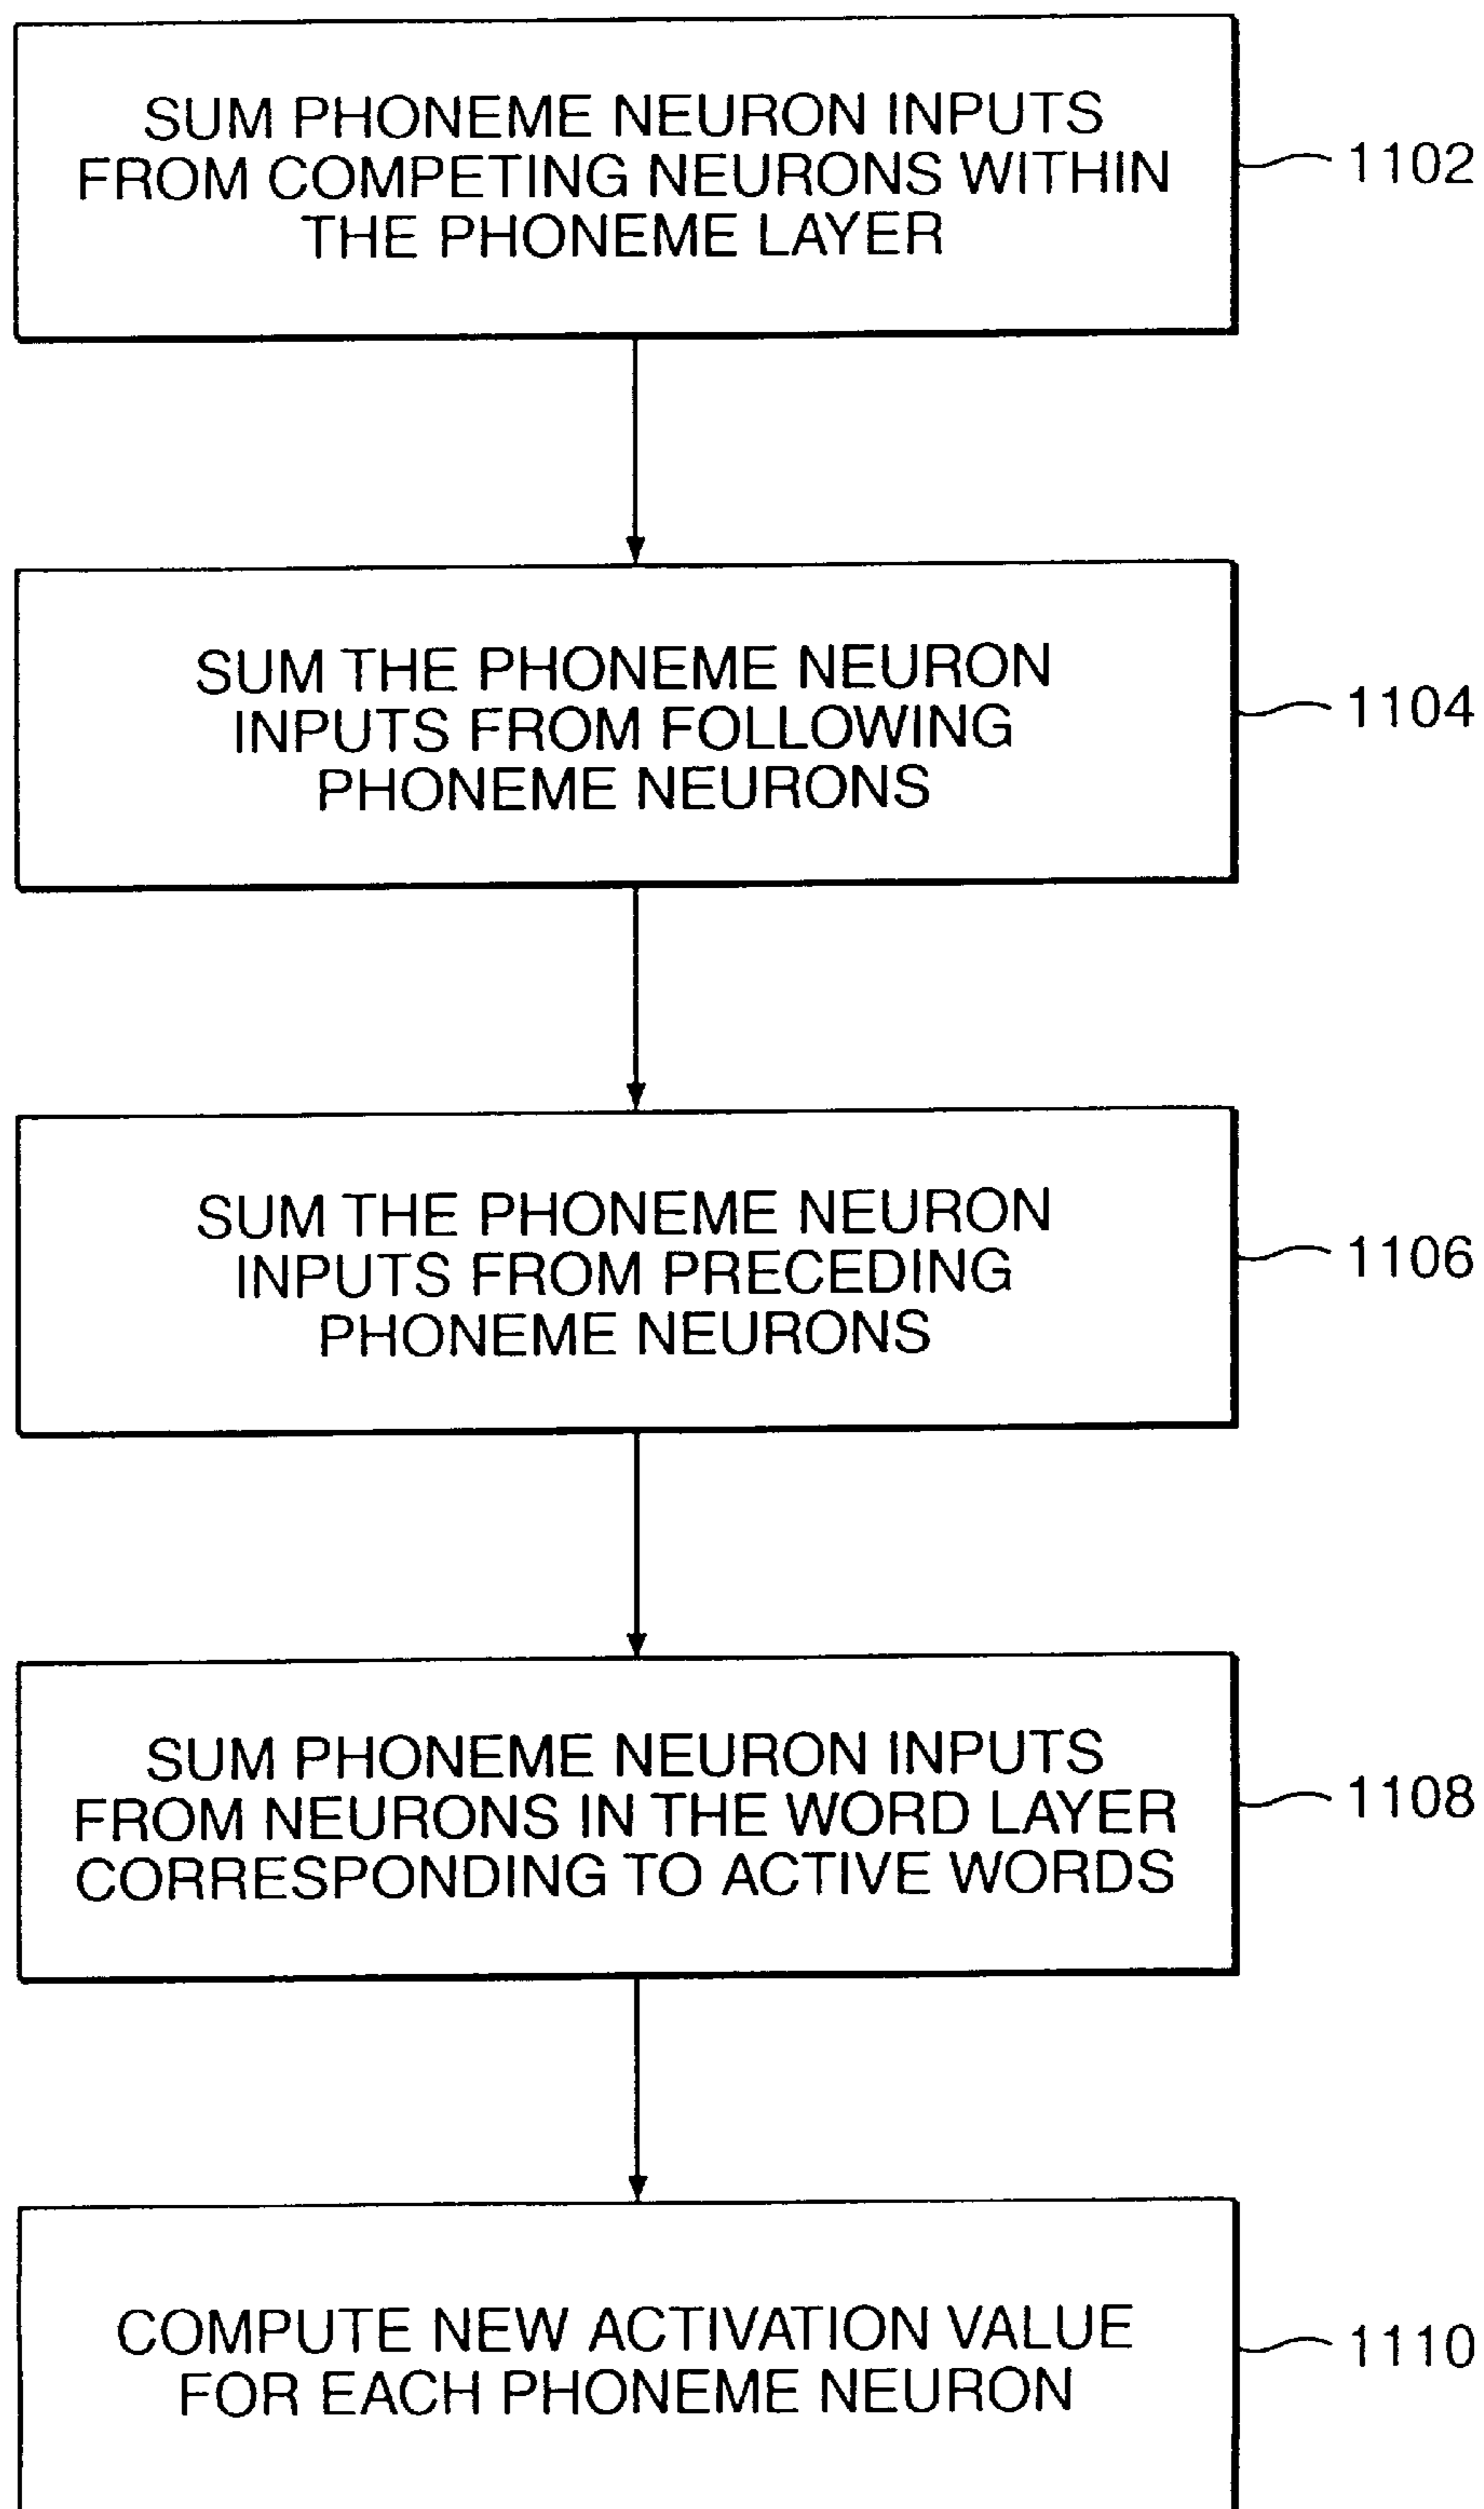 SUM PHONEME NEURON INPUTS
FROM COMPETING NEURONS WITHIN
THE PHONEME LAYER
1102
SUM THE PHONEME NEURON
INPUTS FROM FOLLOWING
PHONEME NEURONS
1104
SUM THE PHONEME NEURON
INPUTS FROM PRECEDING
PHONEME NEURONS
1106
SUM PHONEME NEURON INPUTS
FROM NEURONS IN THE WORD LAYER
CORRESPONDING TO ACTIVE WORDS
1108
COMPUTE NEW ACTIVATION VALUE
FOR EACH PHONEME NEURON
1110